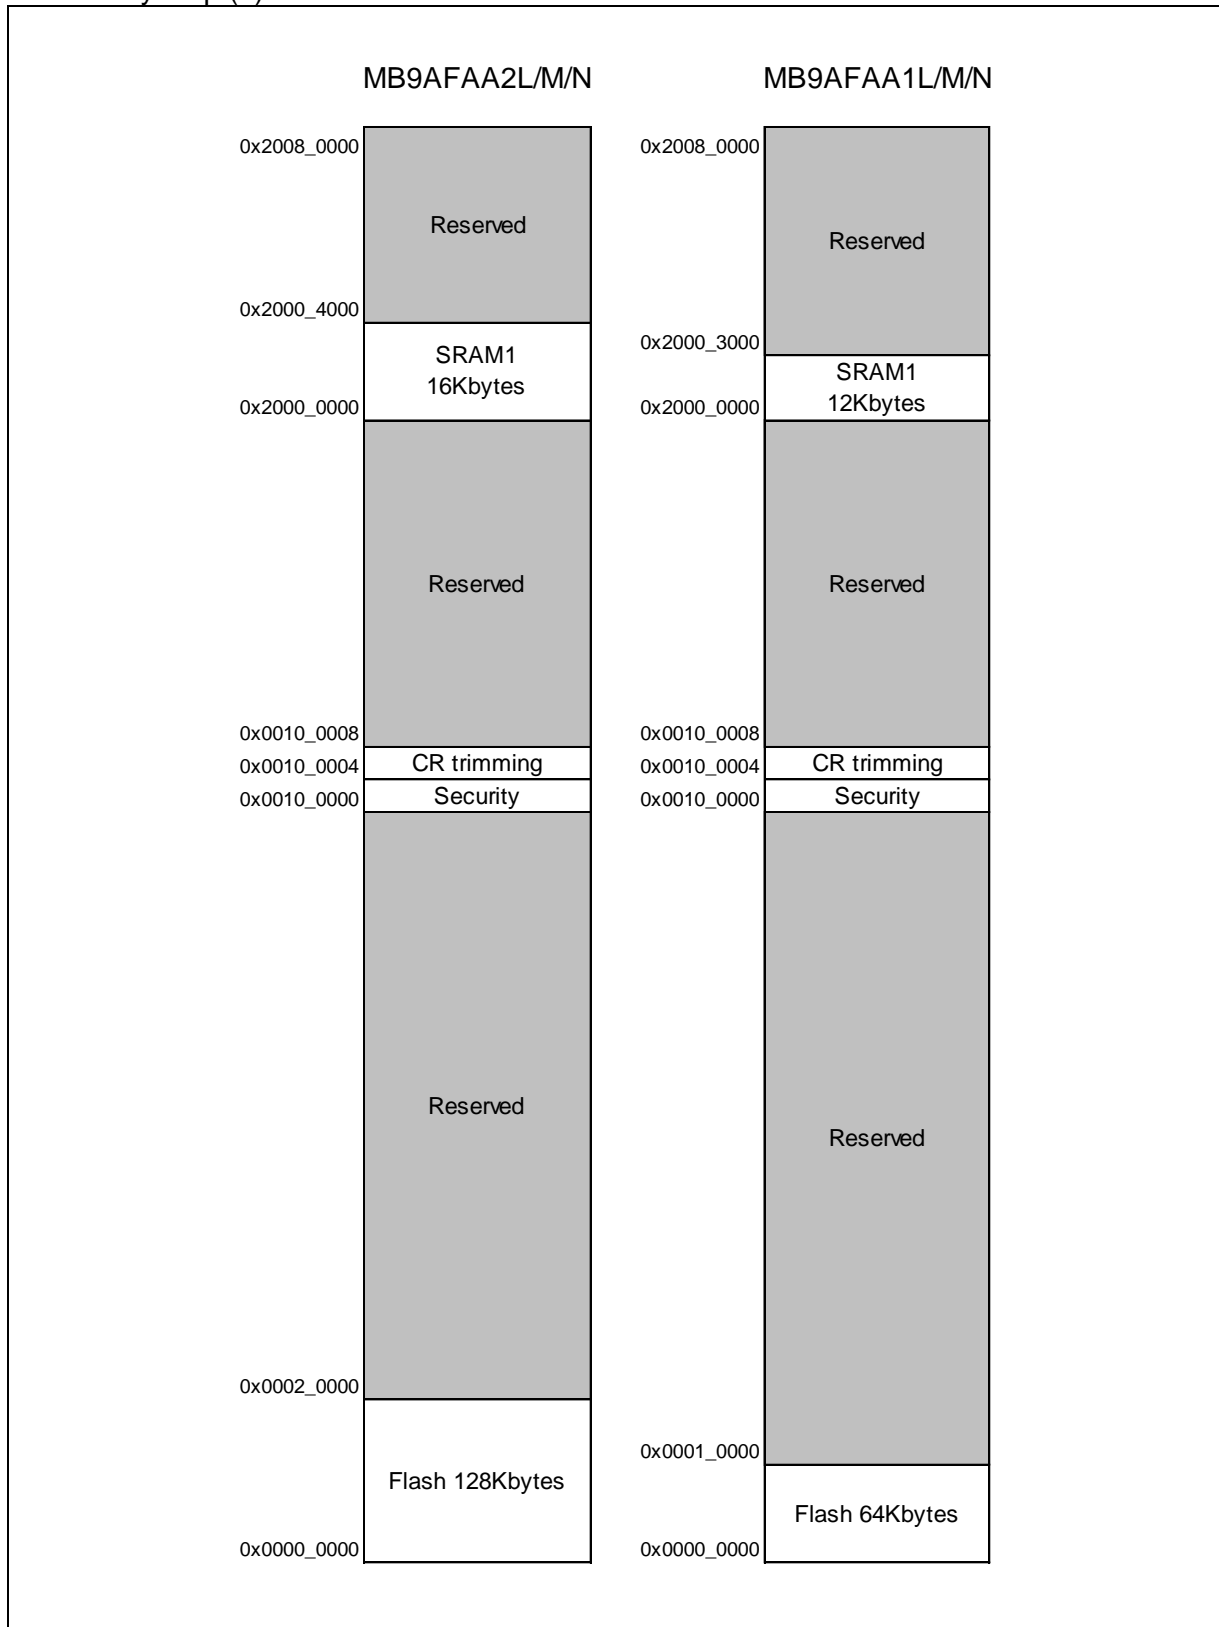 MB9AFAA2L/M/N
MB9AFAA1L/M/N
0x2008_0000
Reserved
0x2000_4000
SRAM1
16Kbytes
0x2000_0000
Reserved
0x0010_0008
0x0010_0004
CR trimming
0x0010_0000
Security
Reserved
0x0002_0000
Flash 128Kbytes
0x0000_0000
0x2008_0000
Reserved
0x2000_3000
SRAM1
12Kbytes
0x2000_0000
Reserved
0x0010_0008
0x0010_0004
CR trimming
0x0010_0000
Security
Reserved
0x0001_0000
Flash 64Kbytes
0x0000_0000